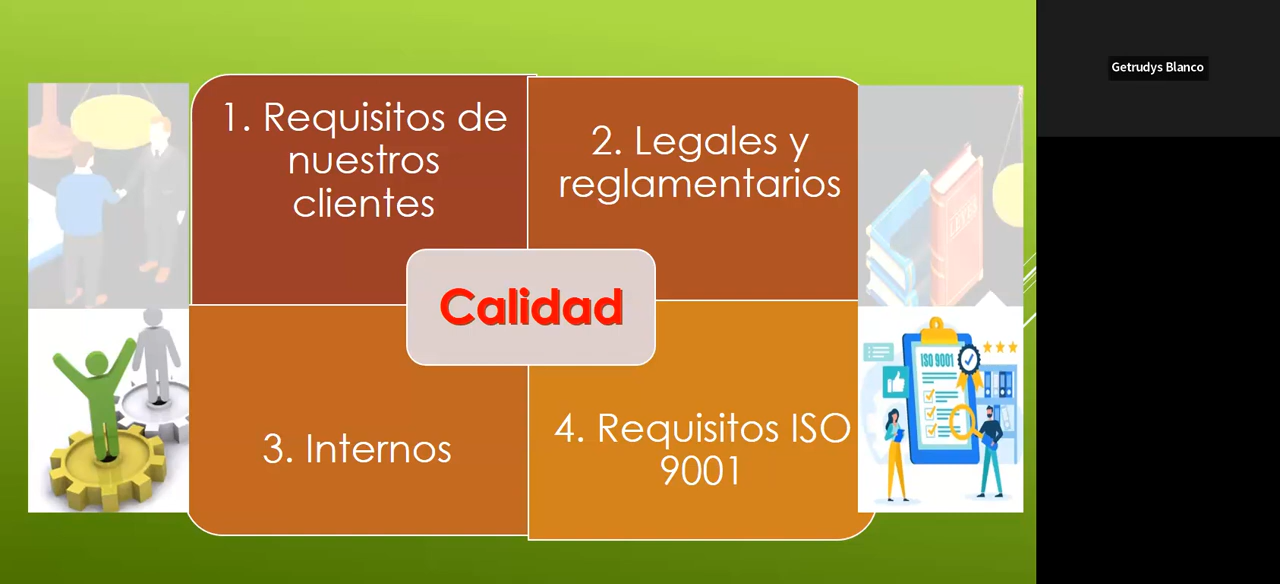 Getrudys Blanco
1. Requisitos de
nuestros
clientes
2. Legales y
reglamentarios
LEYES
Calidad
3. Internos
4. Requisitos ISO
9001
ISO 9001